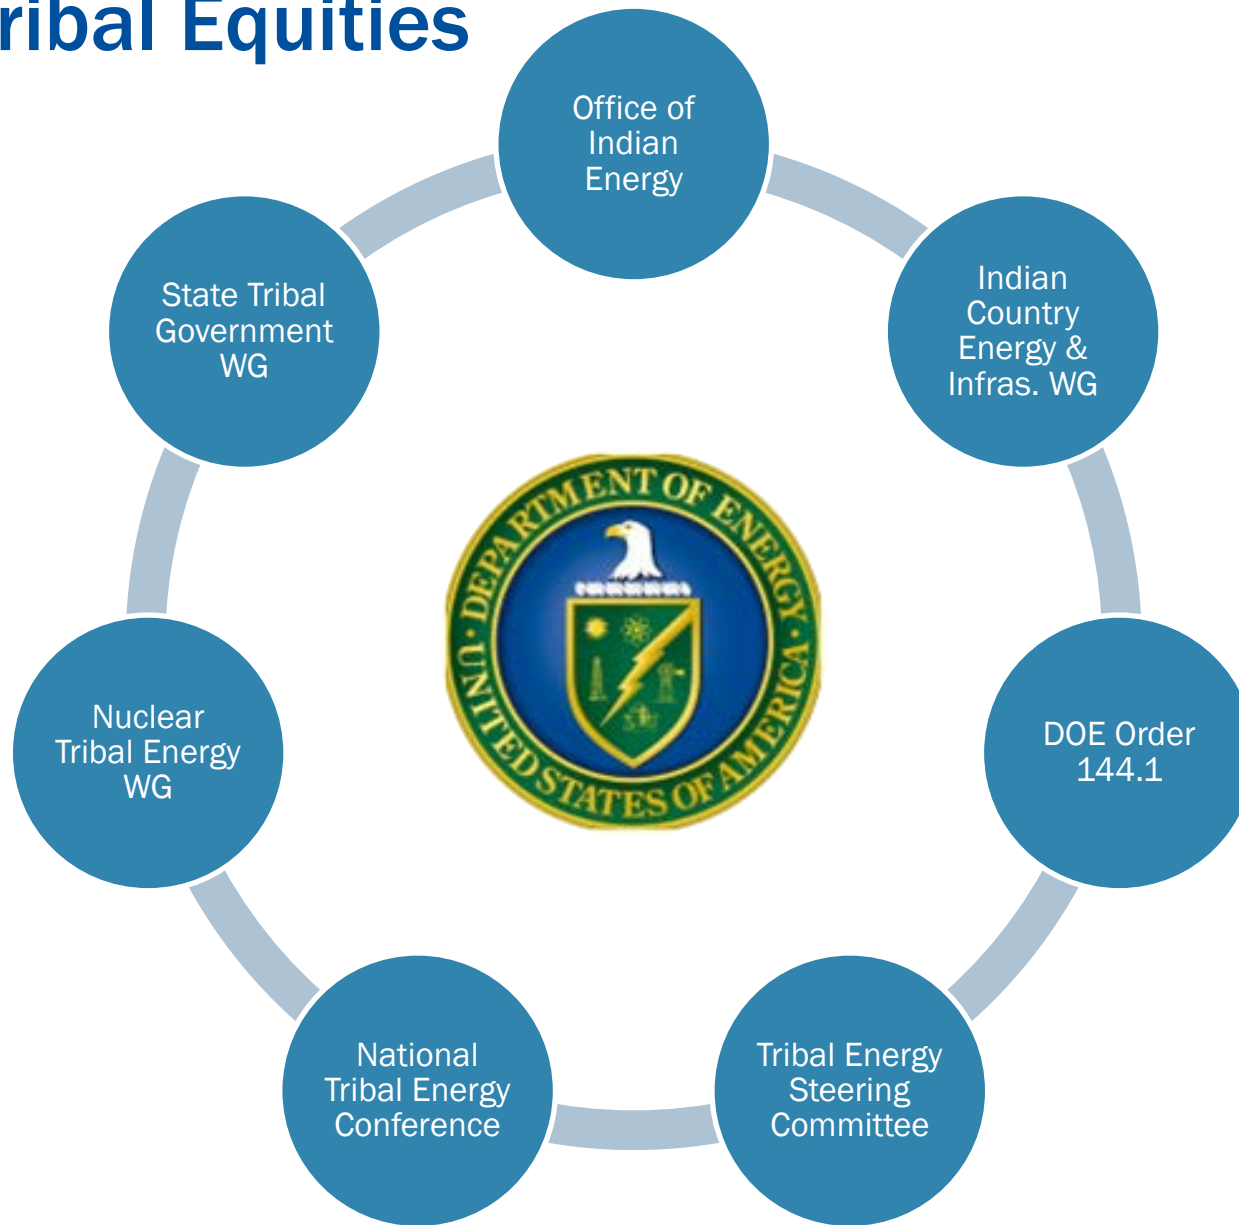 ribal Equities
Office of
Indian
Energy
Indian
Country
Energy &
Infras. WG
DOE Order
144.1
Tribal Energy
Steering
Committee
National
Tribal Energy
Conference
Nuclear
Tribal Energy
WG
State Tribal
Government
WG
DEPARTMENT OF ENERGY
UNITED STATES OF AMERICA